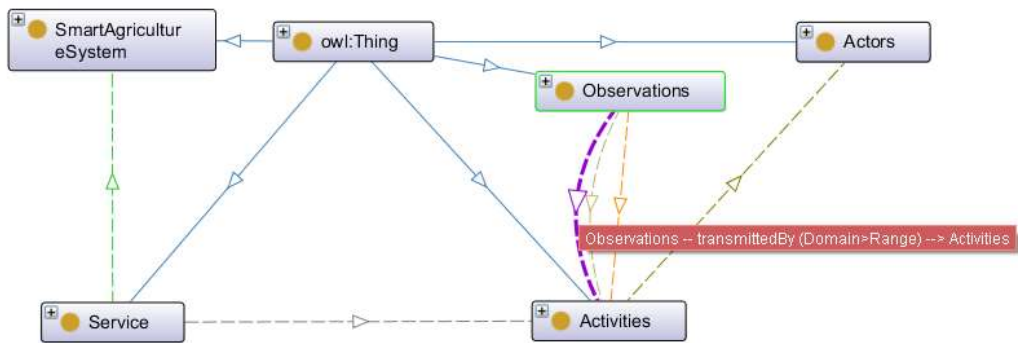 SmartAgricultur
eSystem
owl:Thing
Actors
Observations
Observations -- transmittedBy (Domain>Range) --> Activities
Service
Activities